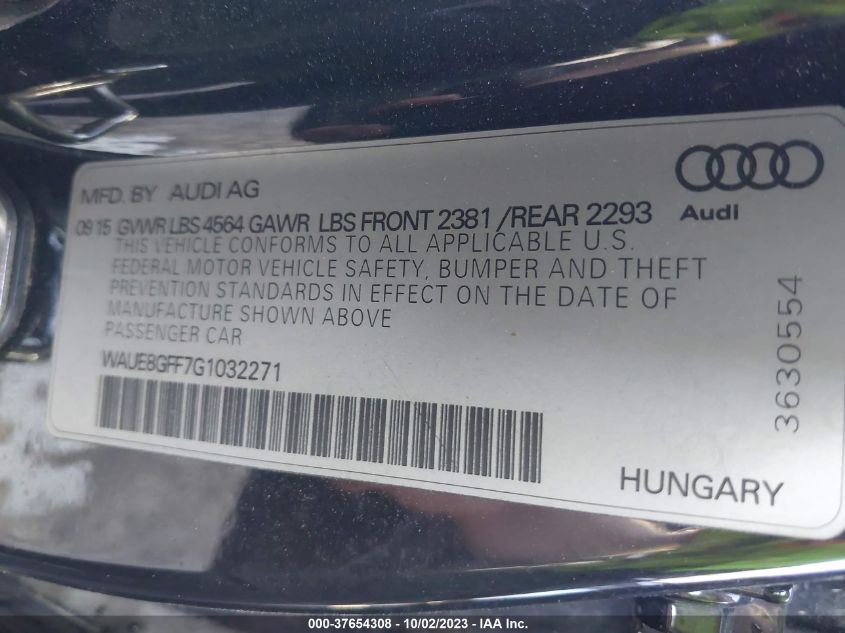 MFD. BY AUDI AG
09 15 GVWR LBS 4564 GAWR LBS FRONT 2381 /REAR 2293
Audi
THIS VEHICLE CONFORMS TO ALL APPLICABLE U.S.
FEDERAL MOTOR VEHICLE SAFETY, BUMPER AND THEFT
PREVENTION STANDARDS IN EFFECT ON THE DATE OF
MANUFACTURE SHOWN ABOVE
PASSENGER CAR
WAUE8GFF7G1032271
3630554
HUNGARY
000-37654308 - 10/02/2023 - IAA Inc.